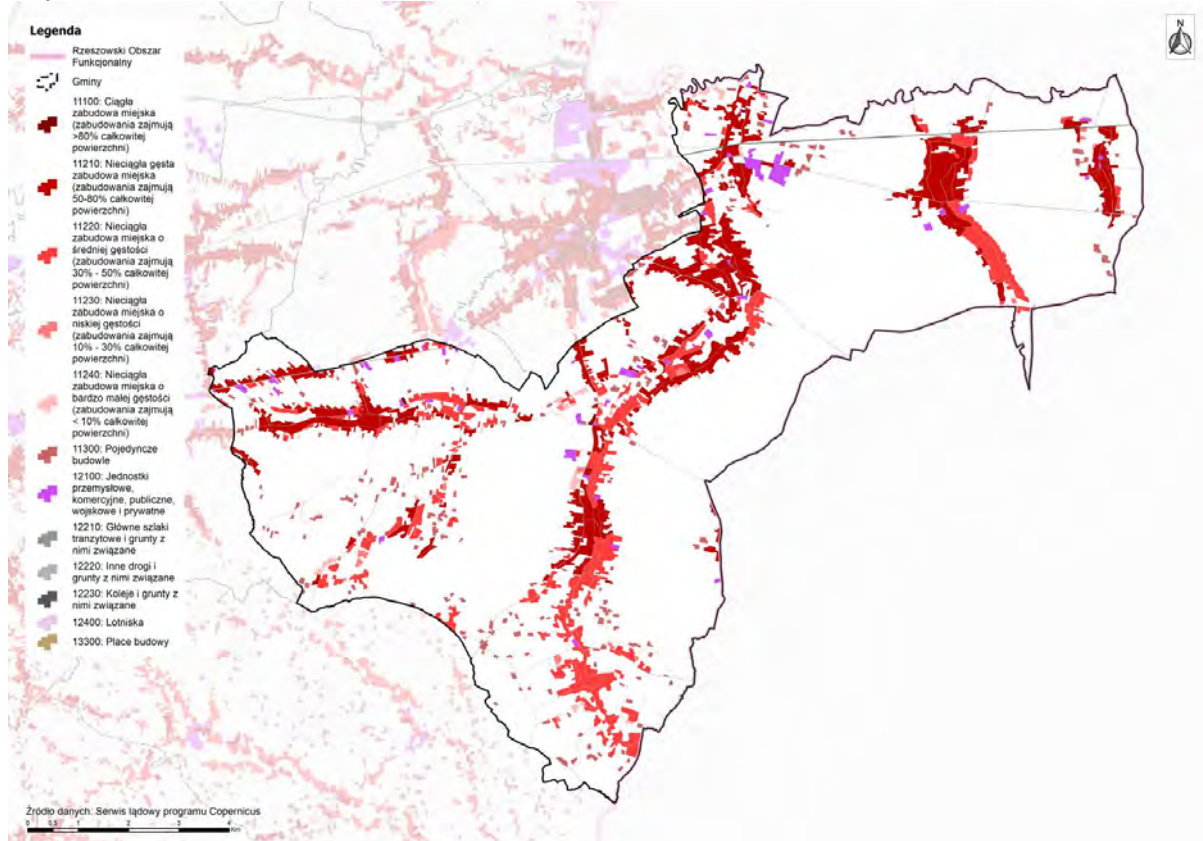 Legenda
Rzeszowski Obszar
Funkcjonalny
Gminy
11100: Ciągła
zabudowa miejska
(zabudowania zajmują
>80% całkowitej
powierzchni)
11210: Nieciągła gęsta
zabudowa miejska
(zabudowania zajmują
50-80% całkowitej
powierzchni)
11220: Nieciągła
zabudowa miejska o
średniej gęstości
(zabudowania zajmują
30% - 50% całkowitej
powierzchni)
11230: Nieciągła
zabudowa miejska o
niskiej gęstości
(zabudowania zajmują
10% - 30% całkowitej
powierzchni)
11240: Nieciągła
zabudowa miejska o
bardzo małej gęstości
(zabudowania zajmują
< 10% całkowitej
powierzchni)
11300: Pojedyncze
budowle
12100: Jednostki
przemysłowe,
komercyjne, publiczne,
wojskowe i prywatne
12210: Główne szlaki
tranzytowe i grunty z
nimi związane
12220: Inne drogi i
grunty z nimi związane
12230: Koleje i grunty z
nimi związane
12400: Lotniska
13300: Place budowy
N
Źródło danych: Serwis lądowy programu Copernicus
0 0,5 1 2 3 4
Km